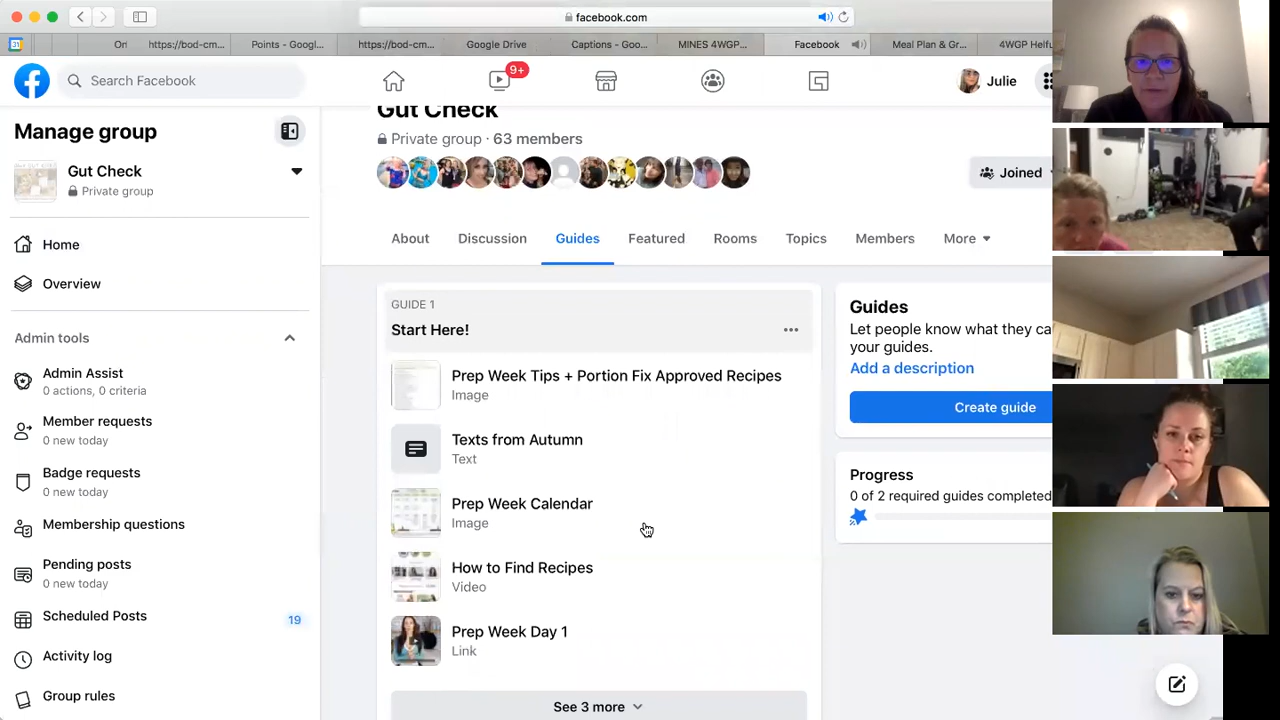 facebook.com
Or
https://bod-cm...
Points - Googl...
https://bod-cm...
Google Drive
Captions - Goo...
MINES 4WGP...
Facebook
Meal Plan & Gr...
4WGP Helfu
Search Facebook
9+
Julie
Manage group
Gut Check
Private group
Home
Overview
Admin tools
Admin Assist
0 actions, 0 criteria
Member requests
0 new today
Badge requests
0 new today
Membership questions
Pending posts
0 new today
Scheduled Posts
19
Activity log
Group rules
Gut Check
Private group · 63 members
Joined
About
Discussion
Guides
Featured
Rooms
Topics
Members
More
GUIDE 1
Start Here!
Prep Week Tips + Portion Fix Approved Recipes
Image
Texts from Autumn
Text
Prep Week Calendar
Image
How to Find Recipes
Video
Prep Week Day 1
Link
See 3 more
Guides
Let people know what they ca
your guides.
Add a description
Create guide
Progress
0 of 2 required guides completed